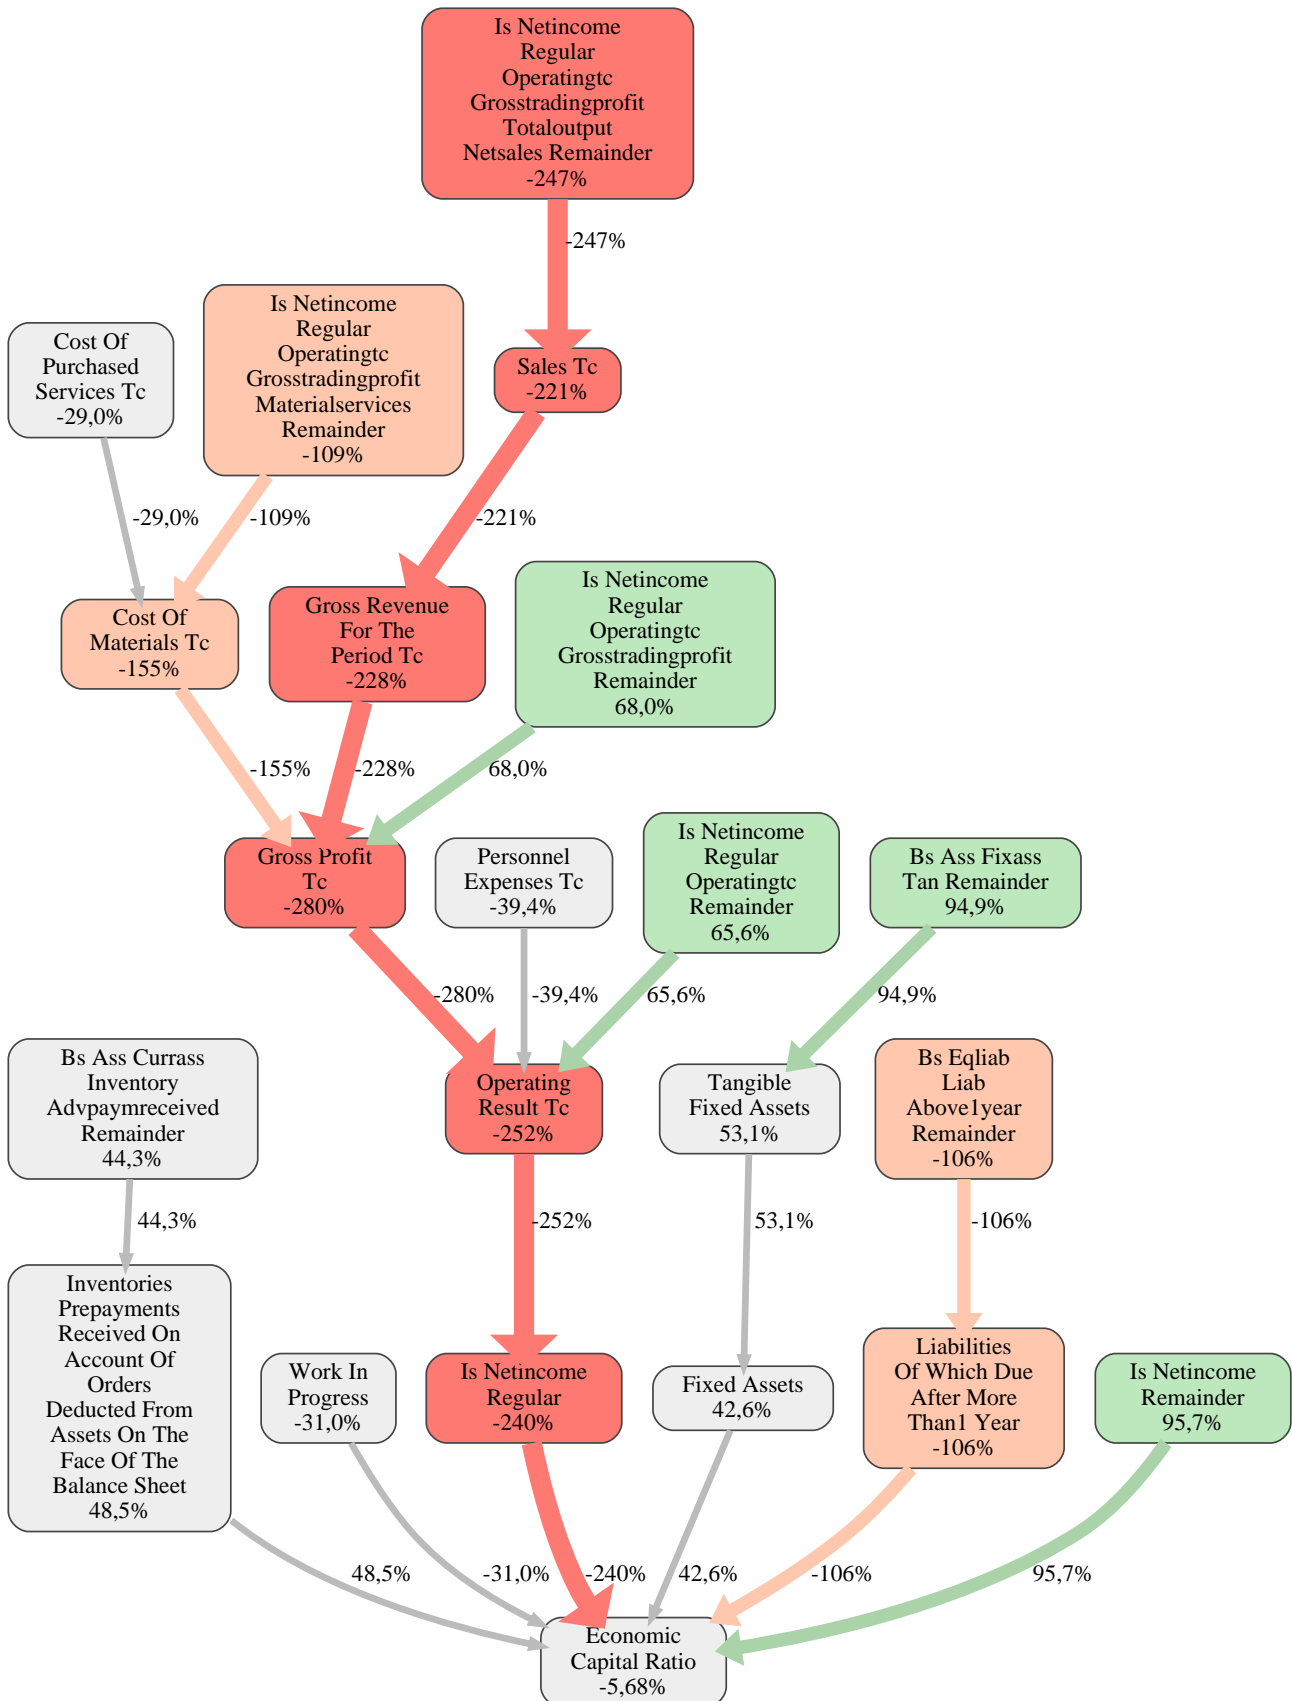 Is Netincome
Regular
Operatingtc
Grosstradingprofit
Totaloutput
Netsales Remainder
-247%
-247%
Cost Of
Purchased
Services Tc
-29,0%
Is Netincome
Regular
Operatingtc
Grosstradingprofit
Materialservices
Remainder
-109%
Sales Tc
-221%
-29,0%
-109%
-221%
Cost Of
Materials Tc
-155%
Gross Revenue
For The
Period Tc
-228%
Is Netincome
Regular
Operatingtc
Grosstradingprofit
Remainder
68,0%
-155%
-228%
68,0%
Gross Profit
Tc
-280%
Personnel
Expenses Tc
-39,4%
Is Netincome
Regular
Operatingtc
Remainder
65,6%
Bs Ass Fixass
Tan Remainder
94,9%
-280%
-39,4%
65,6%
94,9%
Bs Ass Currass
Inventory
Advpaymreceived
Remainder
44,3%
Operating
Result Tc
-252%
Tangible
Fixed Assets
53,1%
Bs Eqliab
Liab
Above1year
Remainder
-106%
44,3%
-252%
53,1%
-106%
Inventories
Prepayments
Received On
Account Of
Orders
Deducted From
Assets On The
Face Of The
Balance Sheet
48,5%
Work In
Progress
-31,0%
Is Netincome
Regular
-240%
Fixed Assets
42,6%
Liabilities
Of Which Due
After More
Than1 Year
-106%
Is Netincome
Remainder
95,7%
48,5%
-31,0%
-240%
42,6%
-106%
95,7%
Economic
Capital Ratio
-5,68%